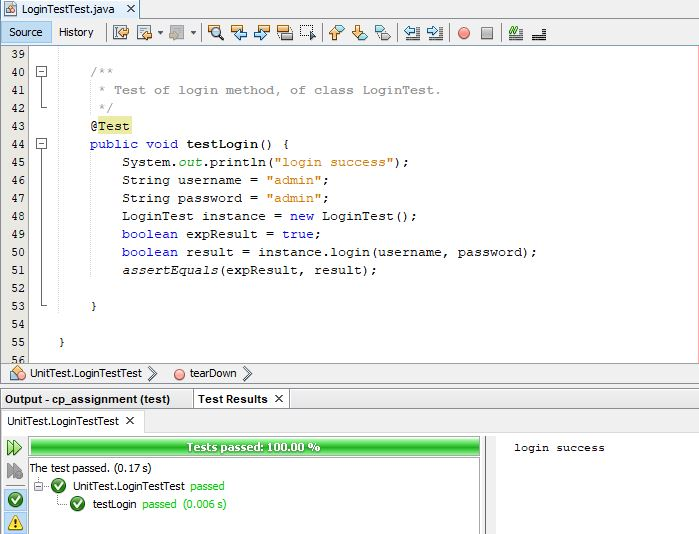 LoginTestTest.java
Source History
39
40 /**
41 * Test of login method, of class LoginTest.
42 */
43 @Test
44 public void testLogin() {
45 System.out.println("login success");
46 String username = "admin";
47 String password = "admin";
48 LoginTest instance = new LoginTest();
49 boolean expResult = true;
50 boolean result = instance.login(username, password);
51 assertEquals(expResult, result);
52
53 }
54
55 }
56
UnitTest.LoginTestTest tearDown
Output - cp_assignment (test) Test Results
UnitTest.LoginTestTest
Tests passed: 100.00 %
login success
The test passed. (0.17 s)
UnitTest.LoginTestTest passed
testLogin passed (0.006 s)